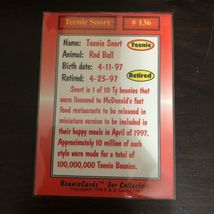 Teenie Snort # 136
Name: Teenie Snort Teenie
Animal: Red Bull
Birth date: 4-11-97
Retired: 4-25-97 Retired
Snort is 1 of 10 Ty beanies that
were licensed to McDonald's fast
food restaurants to be released in
miniature version to be included in
their happy meals in April of 1997.
Approximately 10 million of
each style were made for a total of
100,000,000 Teenie Beanies.
BeanieCards™ For Collectors